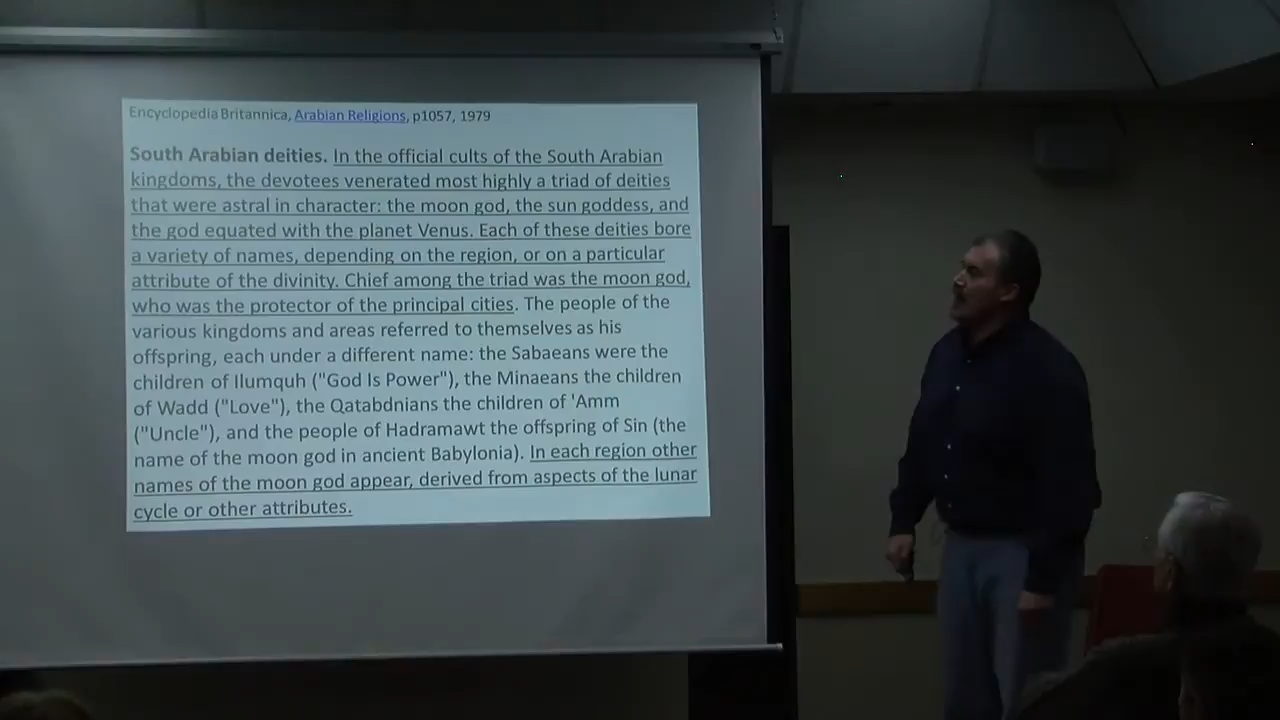 Encyclopedia Britannica, Arabian Religions, p1057, 1979
South Arabian deities. In the official cults of the South Arabian
kingdoms, the devotees venerated most highly a triad of deities
that were astral in character: the moon god, the sun goddess, and
the god equated with the planet Venus. Each of these deities bore
a variety of names, depending on the region, or on a particular
attribute of the divinity. Chief among the triad was the moon god,
who was the protector of the principal cities. The people of the
various kingdoms and areas referred to themselves as his
offspring, each under a different name: the Sabaeans were the
children of Ilumquh ("God Is Power"), the Minaeans the children
of Wadd ("Love"), the Qatabdnians the children of 'Amm
("Uncle"), and the people of Hadramawt the offspring of Sin (the
name of the moon god in ancient Babylonia). In each region other
names of the moon god appear, derived from aspects of the lunar
cycle or other attributes.